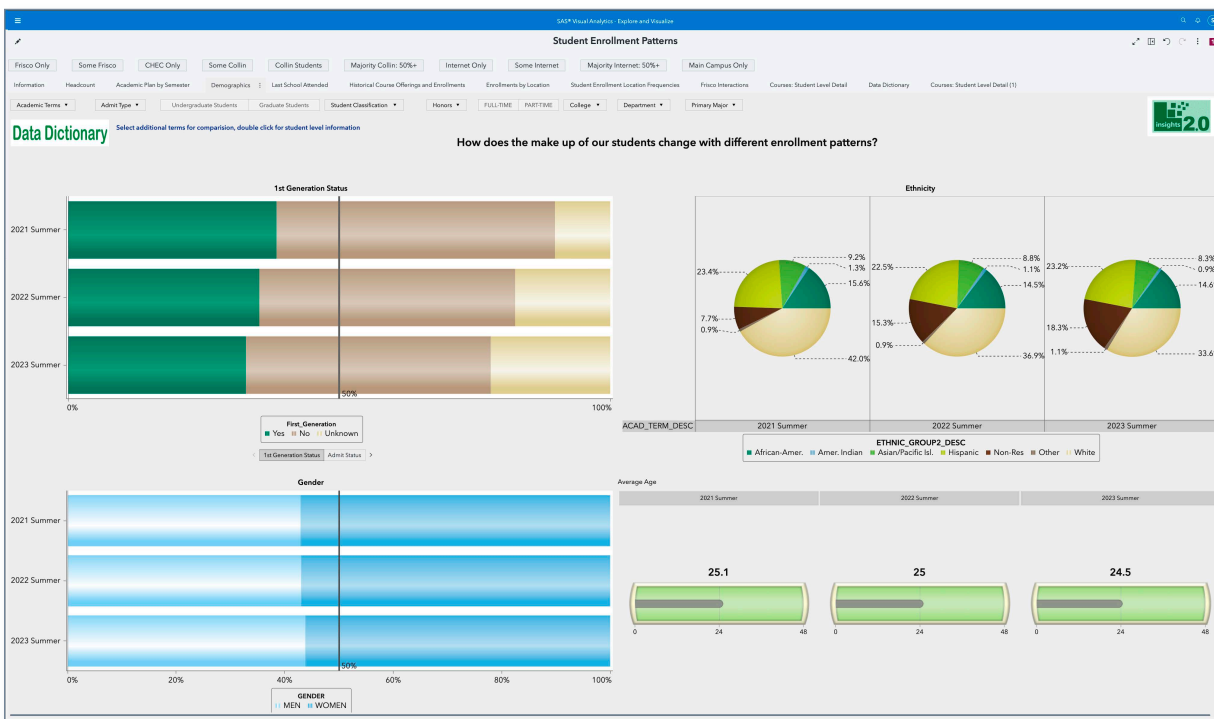 SAS® Visual Analytics - Explore and Visualize
Student Enrollment Patterns
Frisco Only Some Frisco CHEC Only Some Collin Collin Students Majority Collin: 50%+ Internet Only Some Internet Majority Internet: 50%+ Main Campus Only
Information Headcount Academic Plan by Semester Demographics Last School Attended Historical Course Offerings and Enrollments Enrollments by Location Student Enrollment Location Frequencies Frisco Interactions Courses: Student Level Detail Data Dictionary Courses: Student Level Detail (1)
Academic Terms Admit Type Undergraduate Students Graduate Students Student Classification Honors FULL-TIME PART-TIME College Department Primary Major
Data Dictionary
Select additional terms for comparision, double click for student level information
insights 2.0
How does the make up of our students change with different enrollment patterns?
1st Generation Status
2021 Summer
2022 Summer
2023 Summer
50%
0% 100%
First_Generation
Yes No Unknown
1st Generation Status Admit Status
Ethnicity
23.4% 9.2%
1.3%
15.6%
7.7%
0.9%
42.0%
22.5% 8.8%
1.1%
14.5%
15.3%
0.9%
36.9%
23.2% 8.3%
0.9%
14.6
18.3%
1.1%
33.6
ACAD_TERM_DESC 2021 Summer 2022 Summer 2023 Summer
ETHNIC_GROUP2_DESC
African-Amer. Amer. Indian Asian/Pacific Isl. Hispanic Non-Res Other White
Gender
2021 Summer
2022 Summer
2023 Summer
50%
0% 20% 40% 60% 80% 100%
GENDER
MEN WOMEN
Average Age
2021 Summer 2022 Summer 2023 Summer
25.1 25 24.5
0 24 48 0 24 48 0 24 48